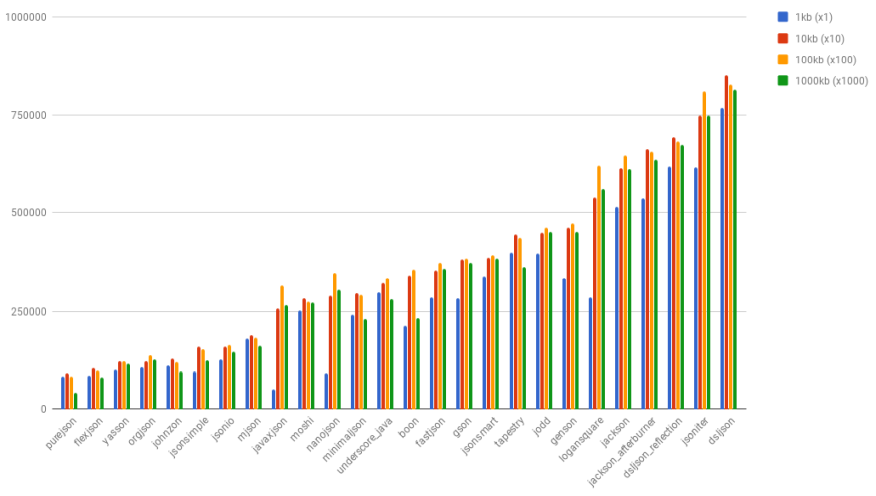 1000000
750000
500000
250000
0
1kb (x1)
10kb (x10)
100kb (x100)
1000kb (x1000)
purejson
flexjson
yasson
orgjson
johnzon
jsonsimple
jsonio
mjson
javaxjson
moshi
nanojson
minimaljson
underscore_java
boon
fastjson
gson
jsonsmart
tapestry
jodd
genson
logansquare
jackson
jackson_afterburner
dsljson_reflection
jsoniter
dsljson